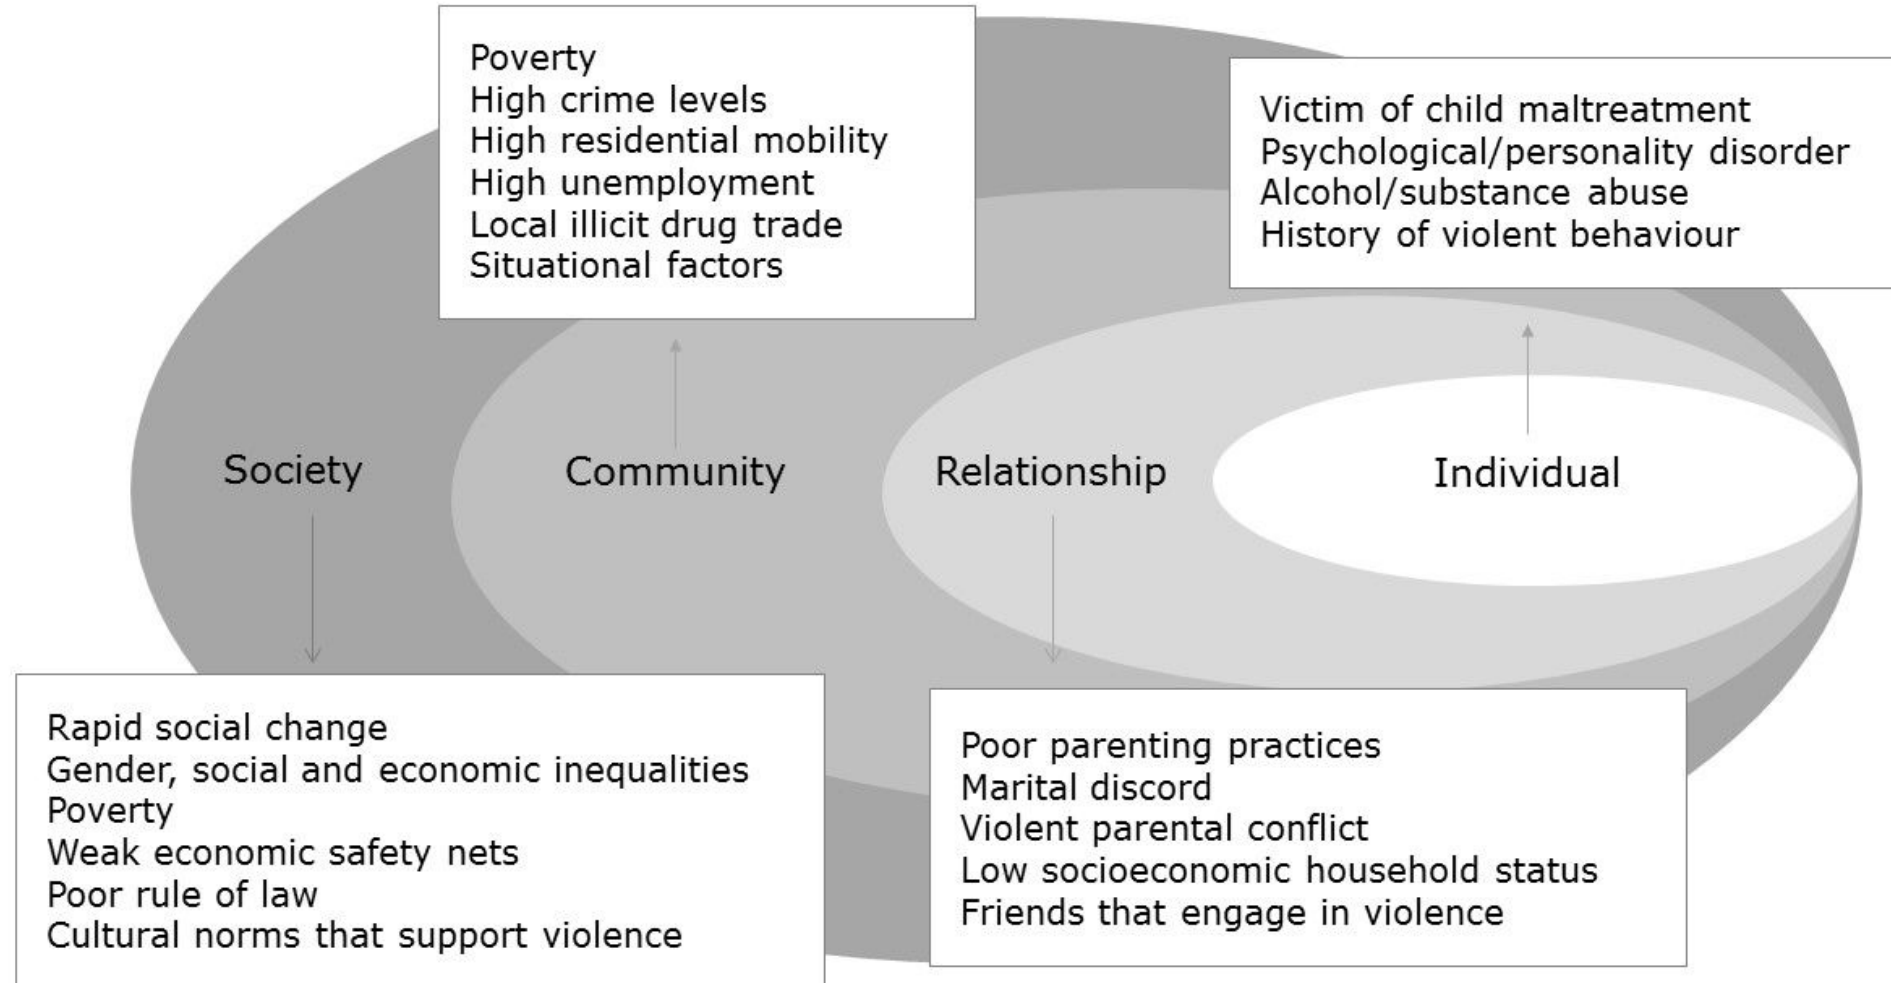 Poverty
High crime levels
High residential mobility
High unemployment
Local illicit drug trade
Situational factors
Victim of child maltreatment
Psychological/personality disorder
Alcohol/substance abuse
History of violent behaviour
Society
Community
Relationship
Individual
Rapid social change
Gender, social and economic inequalities
Poverty
Weak economic safety nets
Poor rule of law
Cultural norms that support violence
Poor parenting practices
Marital discord
Violent parental conflict
Low socioeconomic household status
Friends that engage in violence